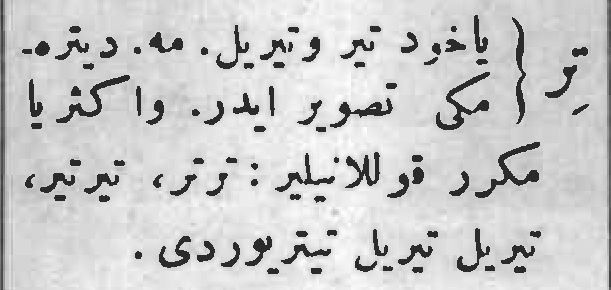 تِر { یاخود تیر وتیریل. مه. دیتره‌-
مکی تصویر ایدر. واکثریا
مکرر قوللانیلیر : ترتر، تیرتیر،
تیریل تیریل تیتریوردی.